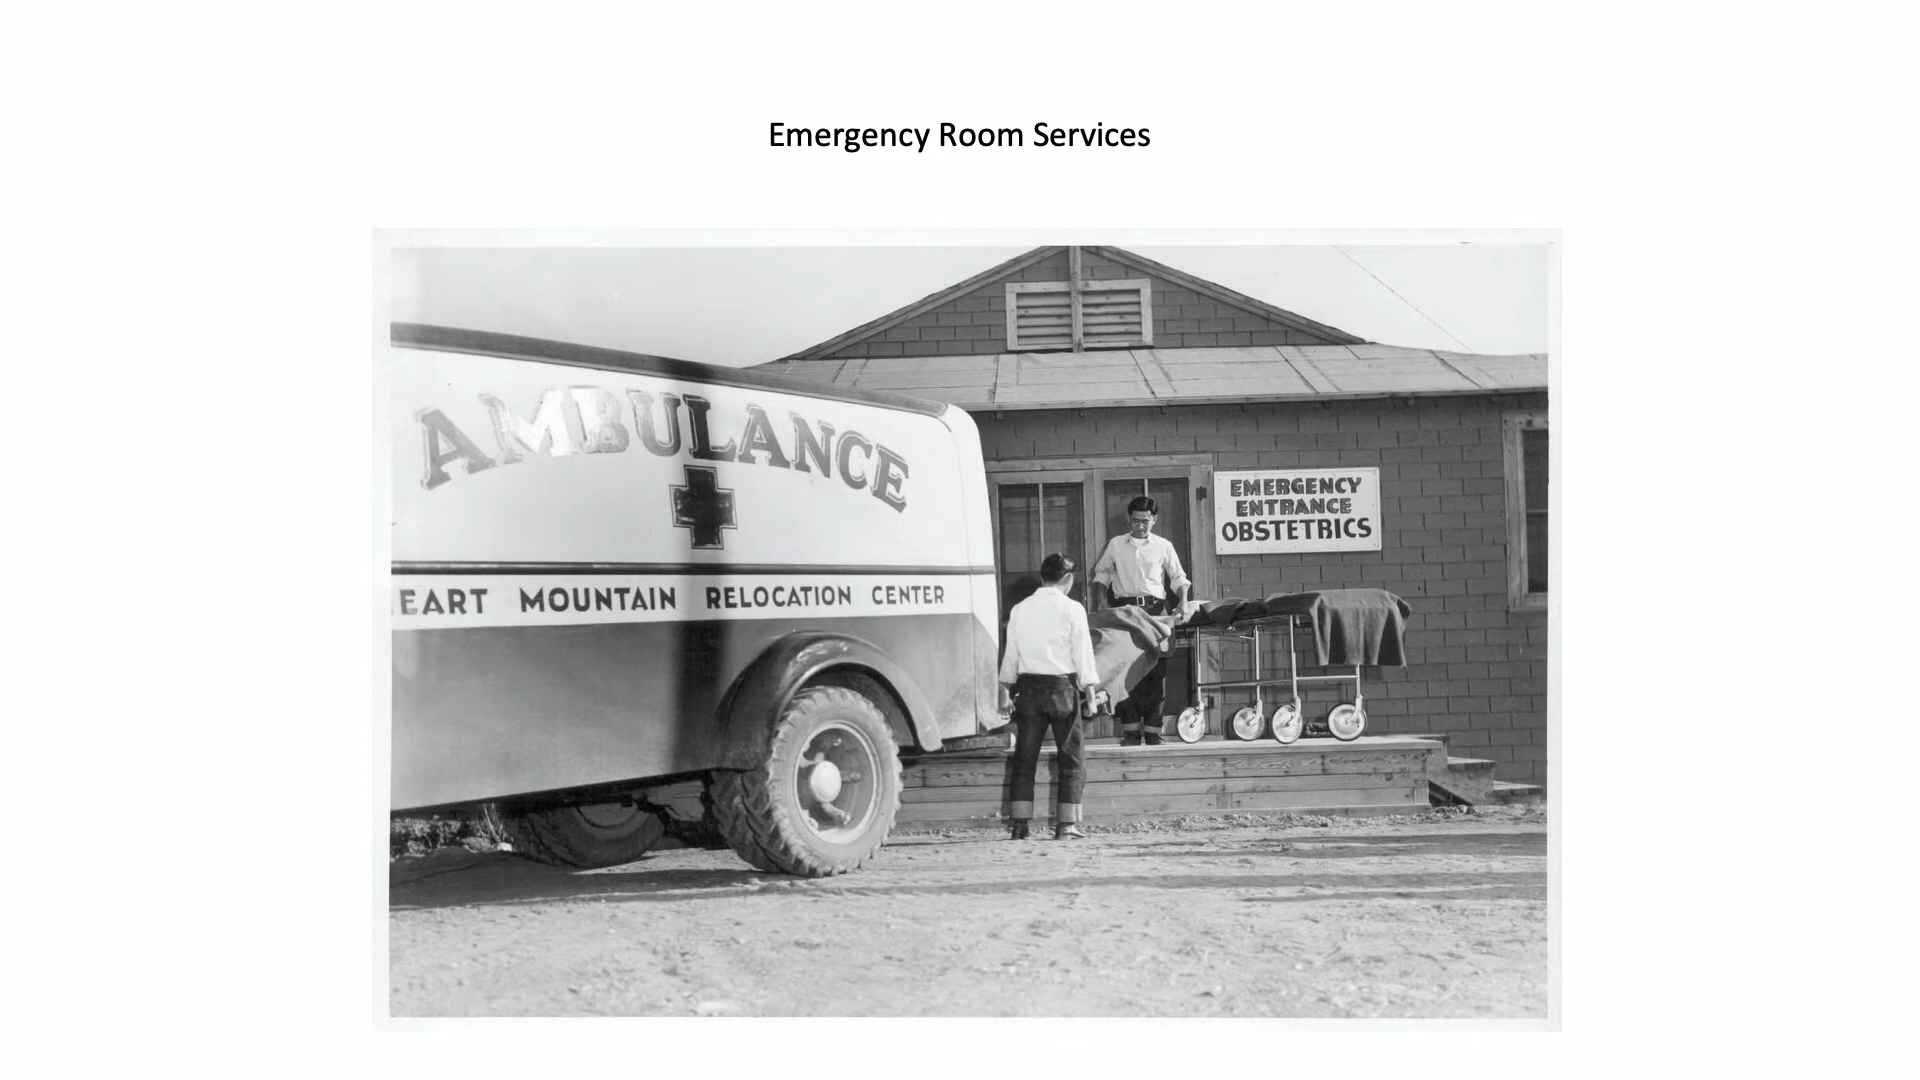 Emergency Room Services
AMBULANCE
EART MOUNTAIN RELOCATION CENTER
EMERGENCY
ENTRANCE
OBSTETRICS